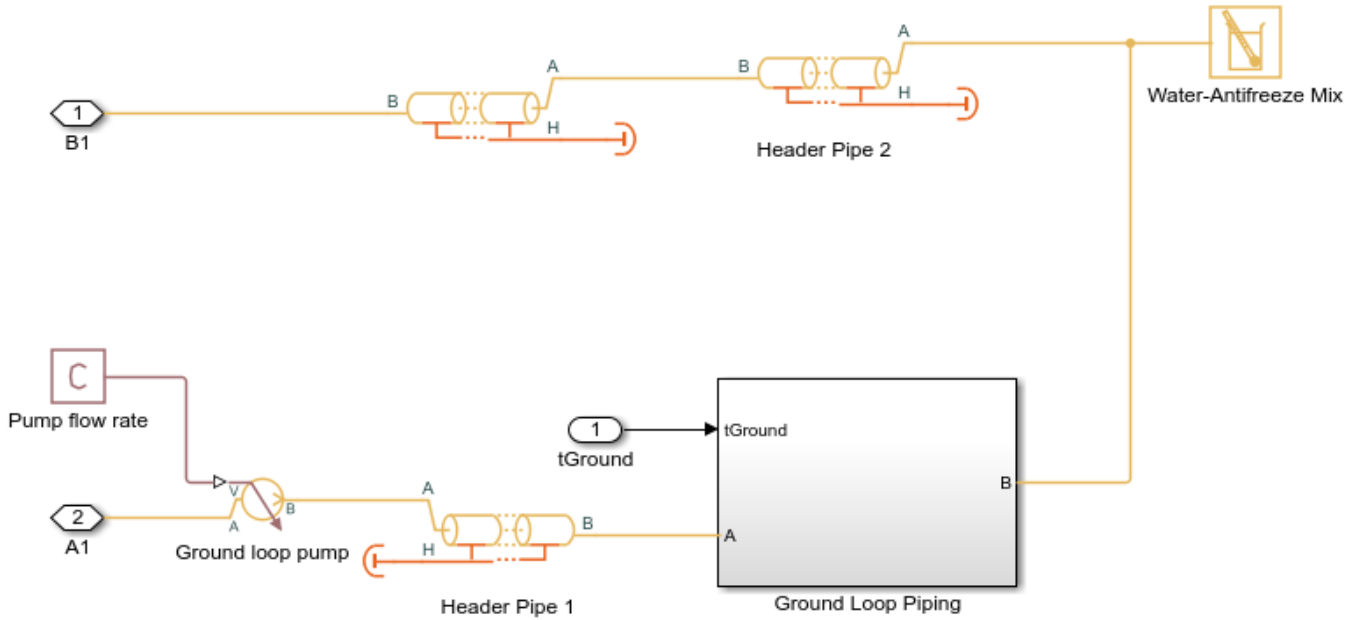 A
B
A
B
H
H
Water-Antifreeze Mix
1
B1
Header Pipe 2
C
Pump flow rate
1
tGround
tGround
V
A
B
2
A1
Ground loop pump
A
B
H
Header Pipe 1
B
A
Ground Loop Piping